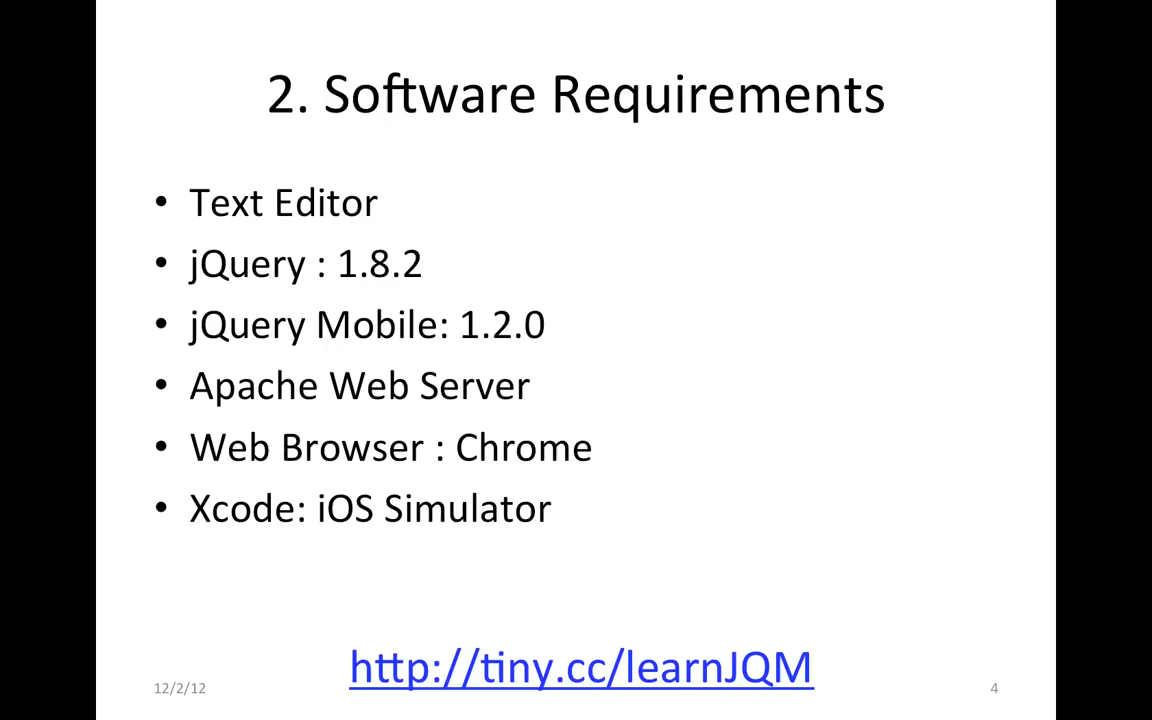 2. Software Requirements
• Text Editor
• jQuery : 1.8.2
• jQuery Mobile: 1.2.0
• Apache Web Server
• Web Browser : Chrome
• Xcode: iOS Simulator
http://tiny.cc/learnJQM
12/2/12
4